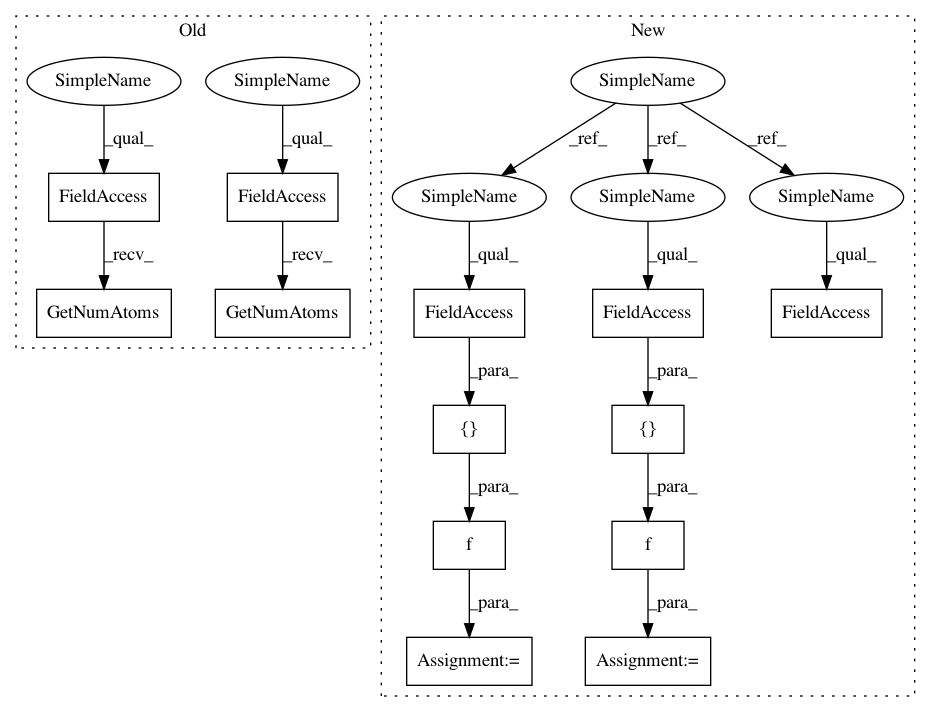 Old
New
SimpleName
SimpleName
SimpleName
_qual_
_qual_
_ref_
_ref_
_ref_
FieldAccess
FieldAccess
SimpleName
SimpleName
SimpleName
_recv_
_recv_
_qual_
_qual_
_qual_
GetNumAtoms
GetNumAtoms
FieldAccess
FieldAccess
FieldAccess
_para_
_para_
{}
{}
_para_
_para_
f
f
_para_
_para_
Assignment:=
Assignment:=